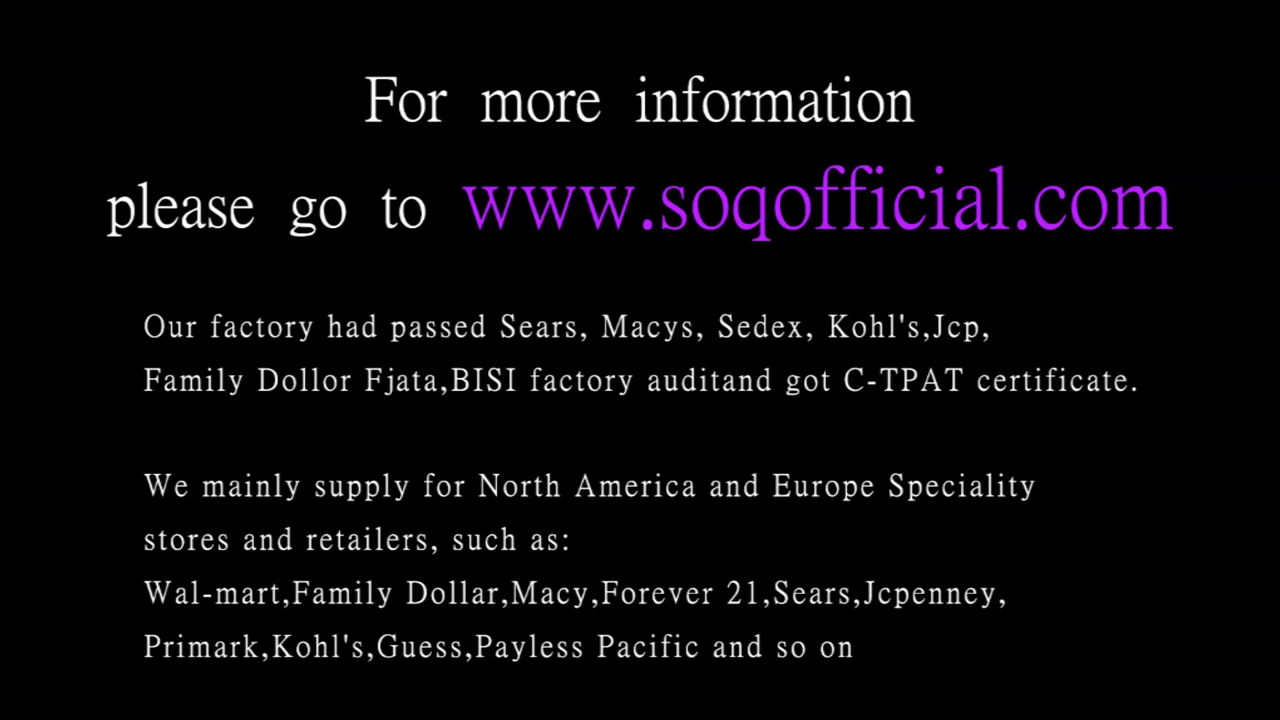 For more information
please go to www.soqofficial.com
Our factory had passed Sears, Macys, Sedex, Kohl's,Jcp,
Family Dollor Fjata,BISI factory auditand got C-TPAT certificate.
We mainly supply for North America and Europe Speciality
stores and retailers, such as:
Wal-mart,Family Dollar,Macy,Forever 21,Sears,Jcpenney,
Primark,Kohl's,Guess,Payless Pacific and so on